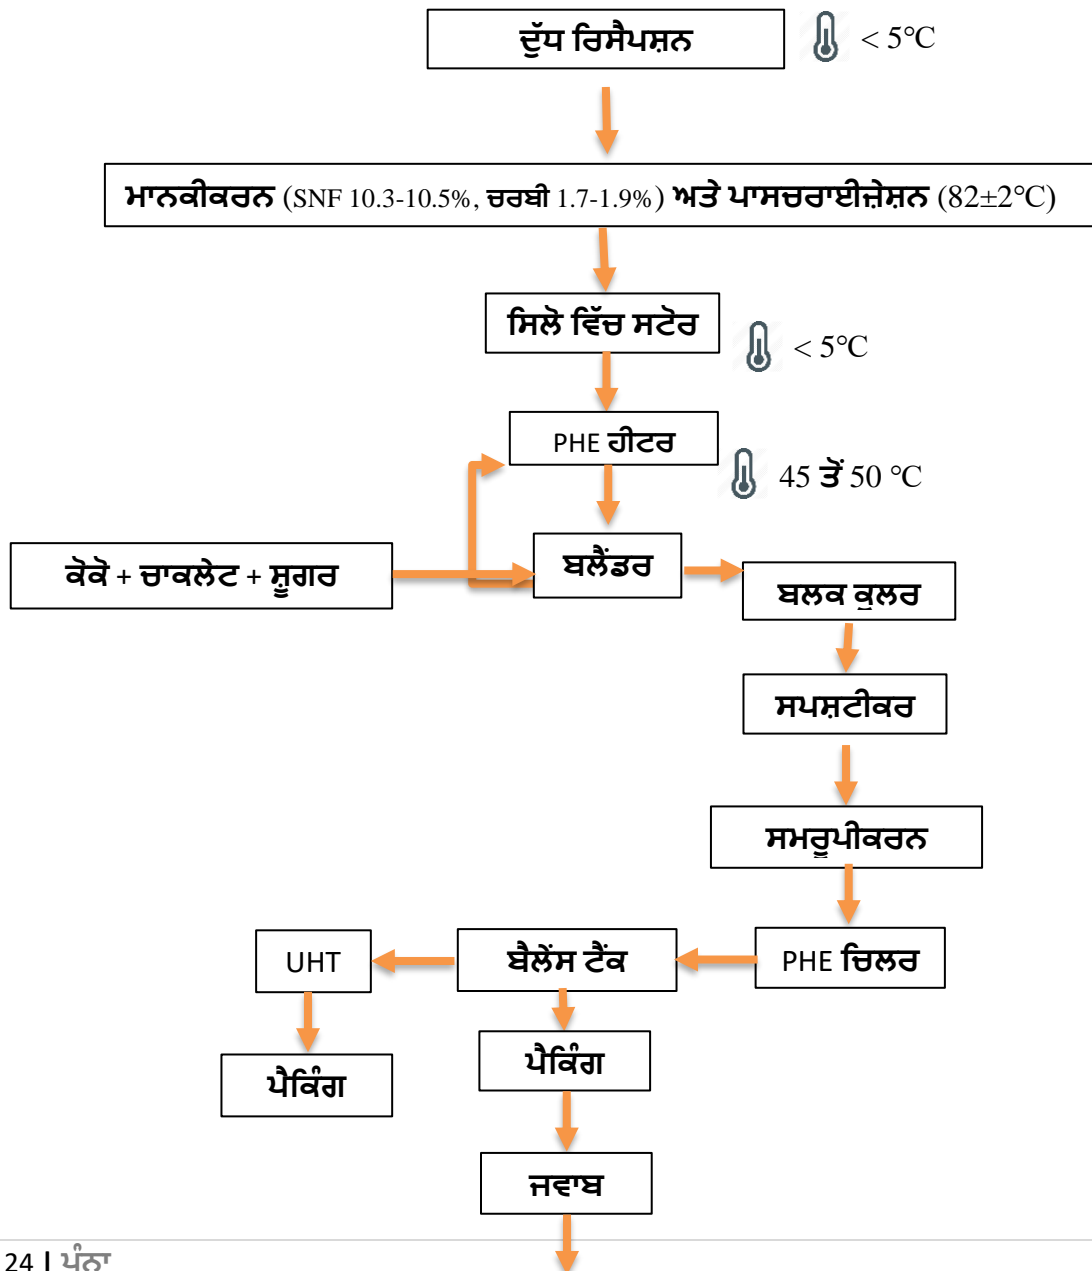 ਦੁੱਧ ਰਿਸੈਪਸ਼ਨ
< 5°C
ਮਾਨਕੀਕਰਨ (SNF 10.3-10.5%, ਚਰਬੀ 1.7-1.9%) ਅਤੇ ਪਾਸਚਰਾਈਜ਼ੇਸ਼ਨ (82±2°C)
ਸਿਲੋ ਵਿੱਚ ਸਟੋਰ
< 5°C
PHE ਹੀਟਰ
45 ਤੋਂ 50 °C
ਕੋਕੋ + ਚਾਕਲੇਟ + ਸ਼ੂਗਰ
ਬਲੈਂਡਰ
ਬਲਕ ਕੂਲਰ
ਸਪਸ਼ਟੀਕਰ
ਸਮਰੂਪੀਕਰਨ
UHT
ਬੈਲੇਂਸ ਟੈਂਕ
PHE ਚਿਲਰ
ਪੈਕਿੰਗ
ਪੈਕਿੰਗ
ਜਵਾਬ
24 | ਪੰਨਾ